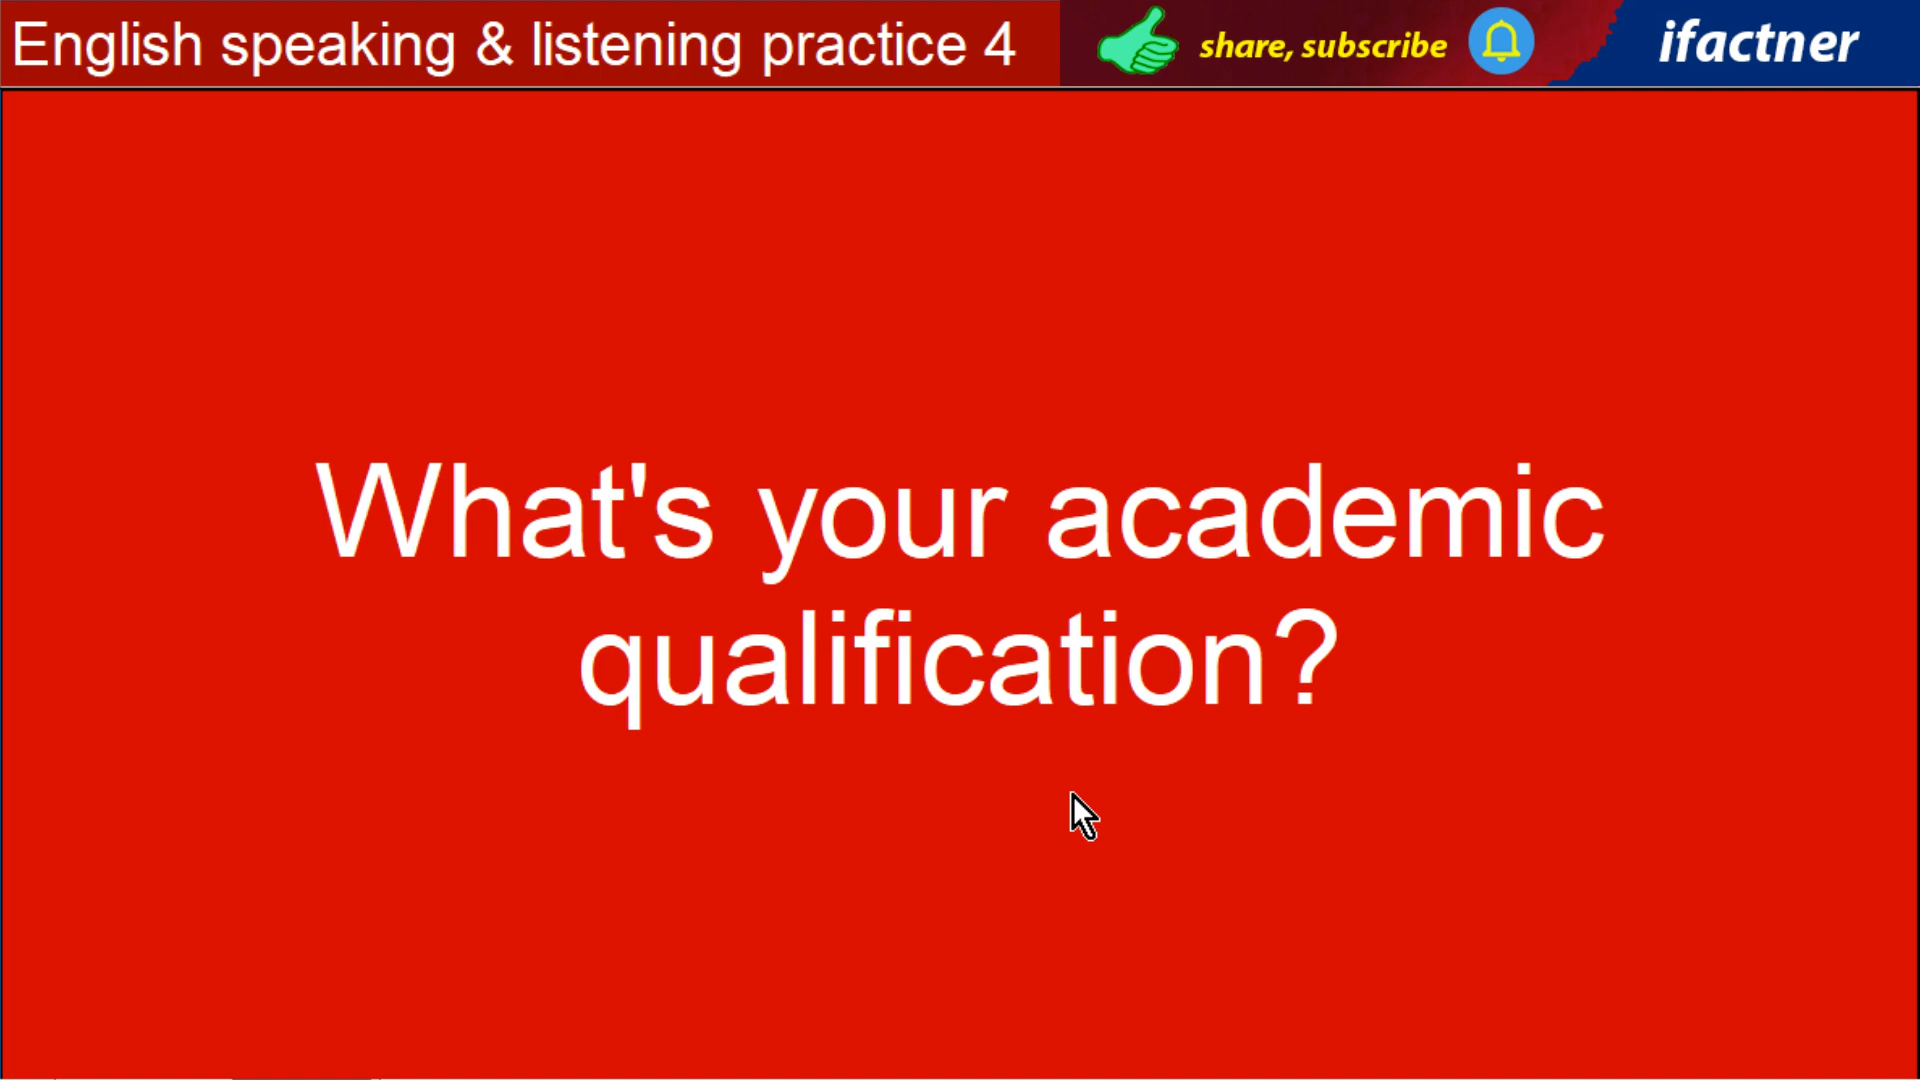 English speaking & listening practice 4
share, subscribe
ifactner
What's your academic
qualification?